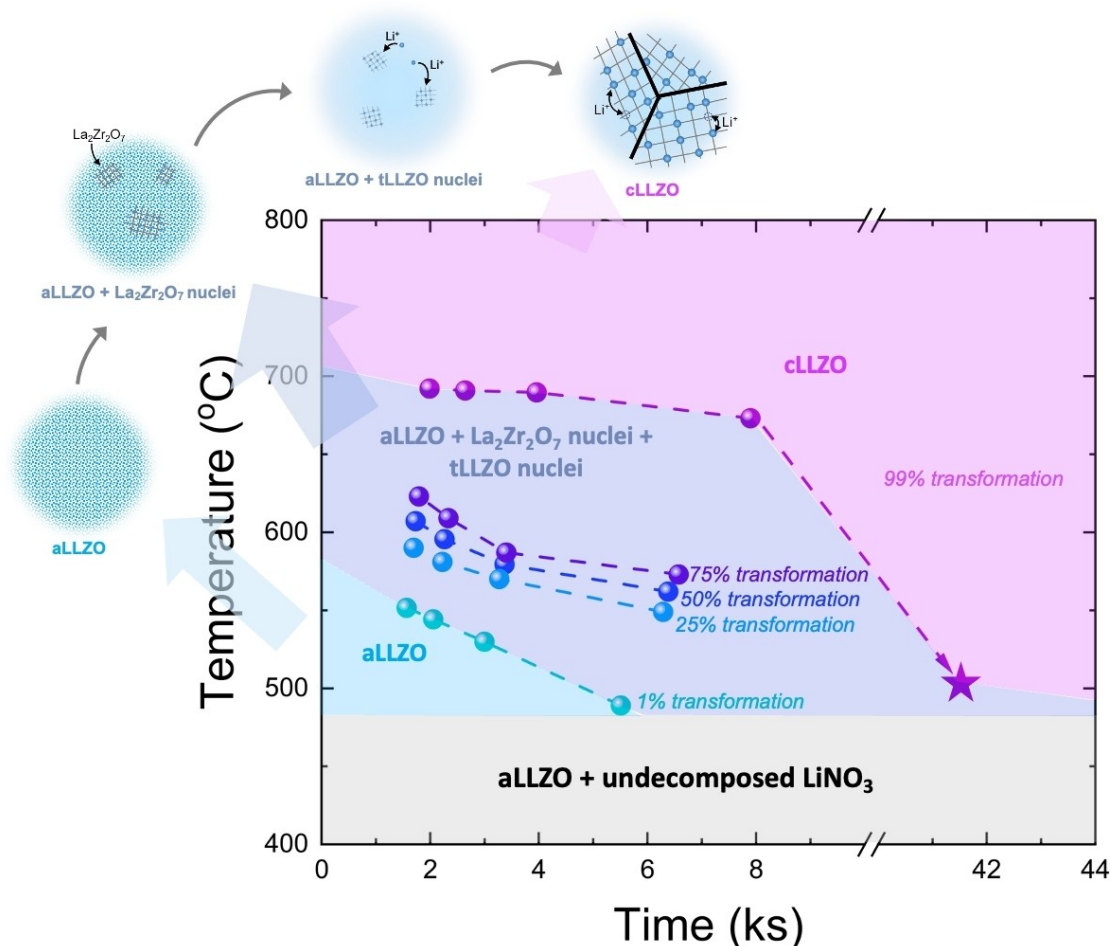 Li⁺
Li⁺
Li⁺
Li⁺
La₂Zr₂O₇
aLLZO + tLLZO nuclei
cLLZO
aLLZO + La₂Zr₂O₇ nuclei
aLLZO
800
700
600
500
400
Temperature (ºC)
cLLZO
aLLZO + La₂Zr₂O₇ nuclei +
tLLZO nuclei
99% transformation
75% transformation
50% transformation
25% transformation
aLLZO
1% transformation
aLLZO + undecomposed LiNO₃
0 2 4 6 8 42 44
Time (ks)